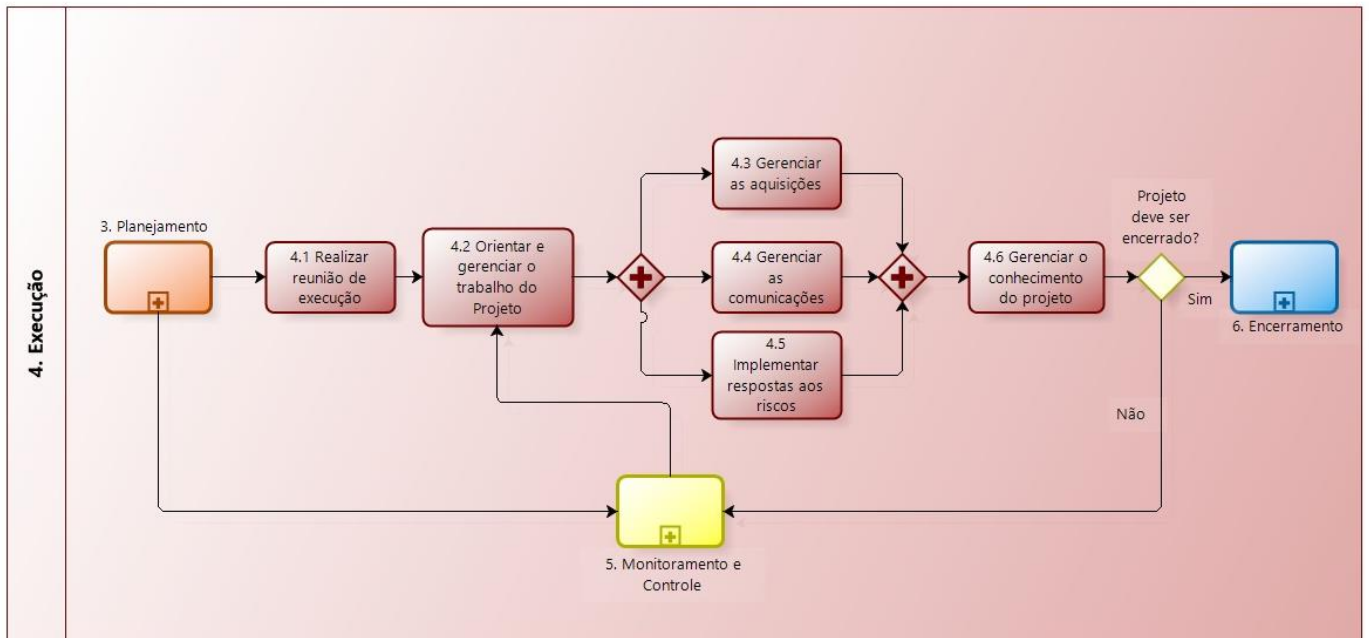 4. Execução
3. Planejamento
4.1 Realizar
reunião de
execução
4.2 Orientar e
gerenciar o
trabalho do
Projeto
4.3 Gerenciar
as aquisições
4.4 Gerenciar
as
comunicações
4.5
Implementar
respostas aos
riscos
4.6 Gerenciar o
conhecimento
do projeto
Projeto
deve ser
encerrado?
Sim
6. Encerramento
Não
5. Monitoramento e
Controle